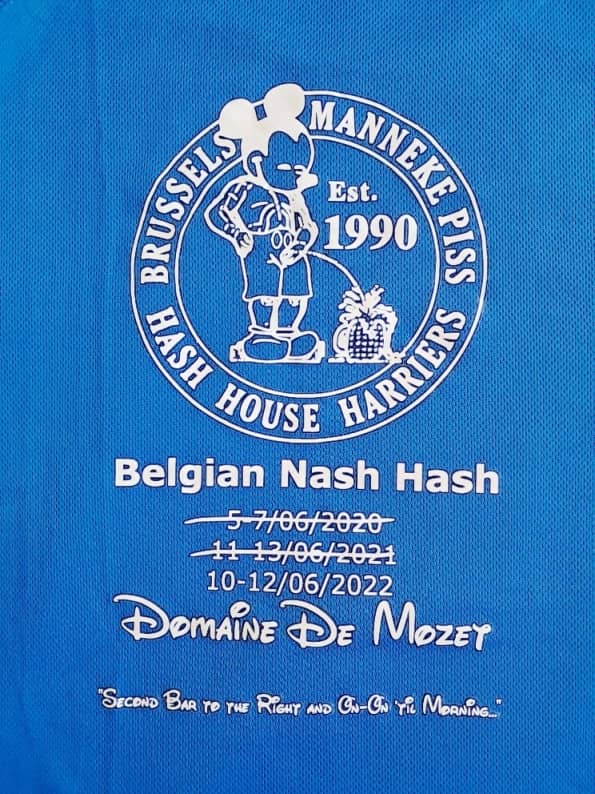 BRUSSELS MANNEKE PISS
HASH HOUSE HARRIERS
Est.
1990
Belgian Nash Hash
5-7/06/2020
11-13/06/2021
10-12/06/2022
Domaine De Mozet
"Second Bar to the Right and On-On 'til Morning..."